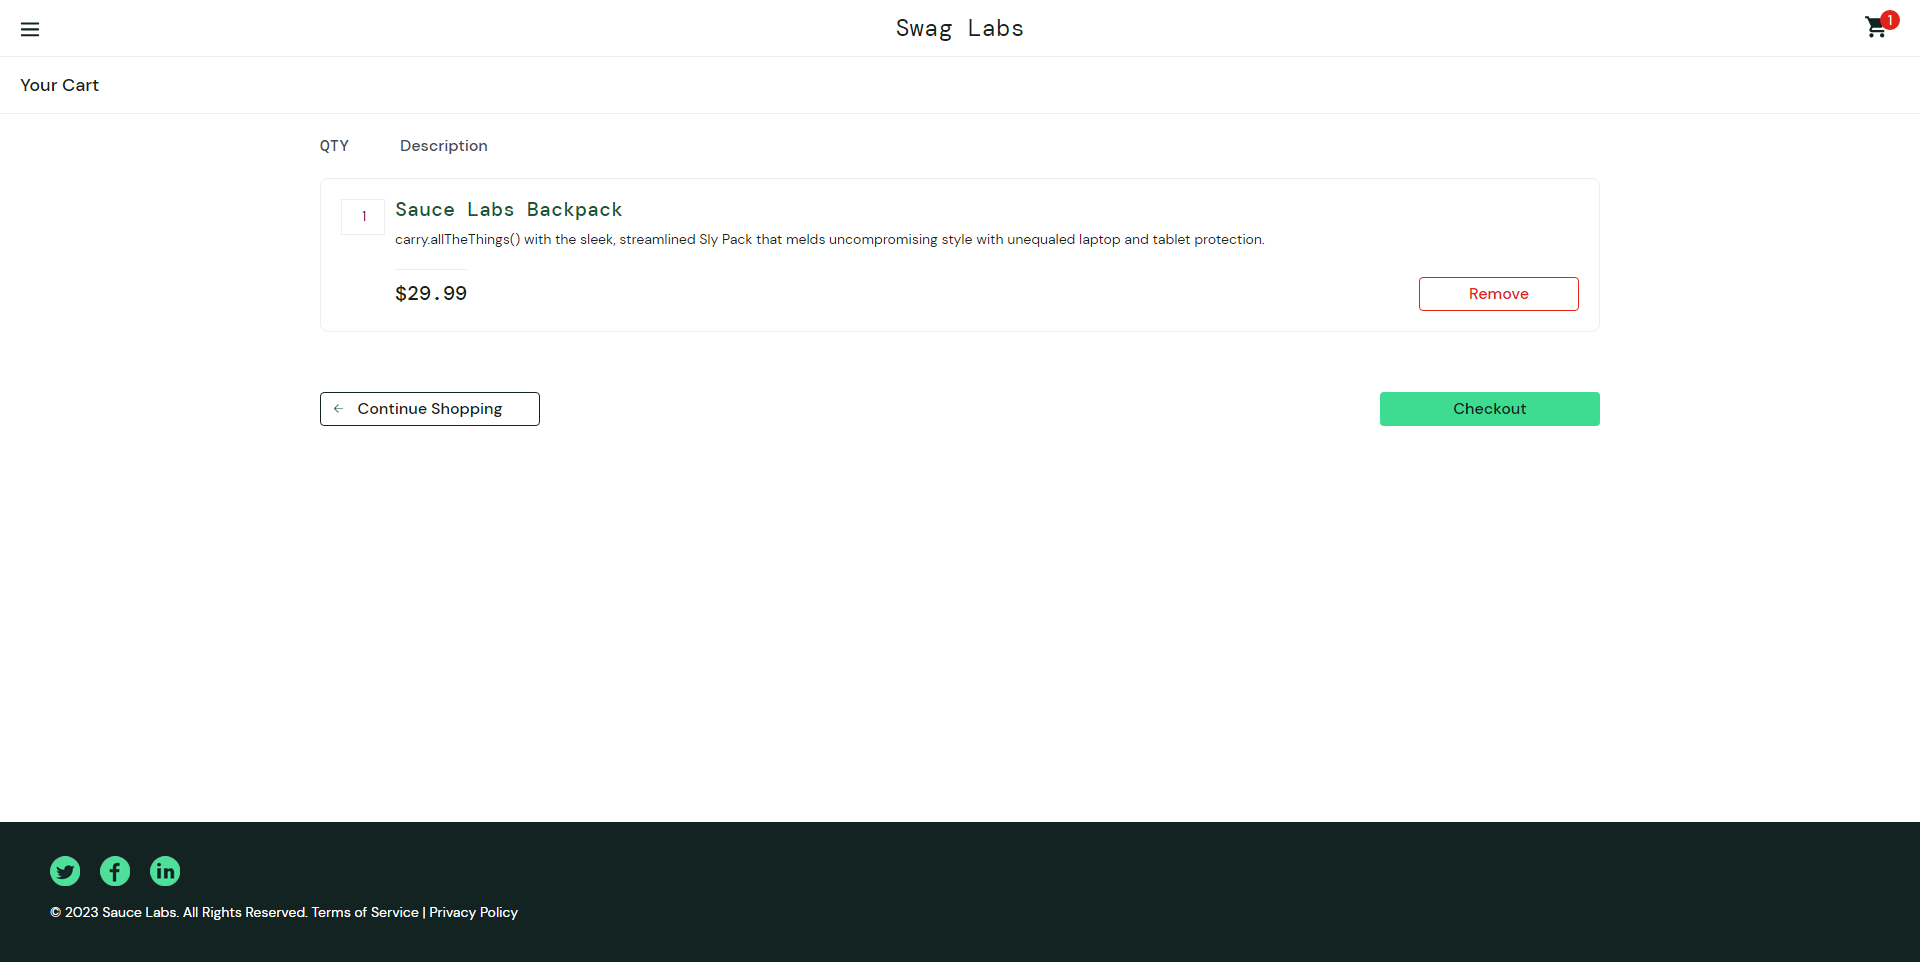 Swag Labs
1
Your Cart
QTY Description
1
Sauce Labs Backpack
carry.allTheThings() with the sleek, streamlined Sly Pack that melds uncompromising style with unequaled laptop and tablet protection.
$29.99
Remove
Continue Shopping
Checkout
© 2023 Sauce Labs. All Rights Reserved. Terms of Service | Privacy Policy